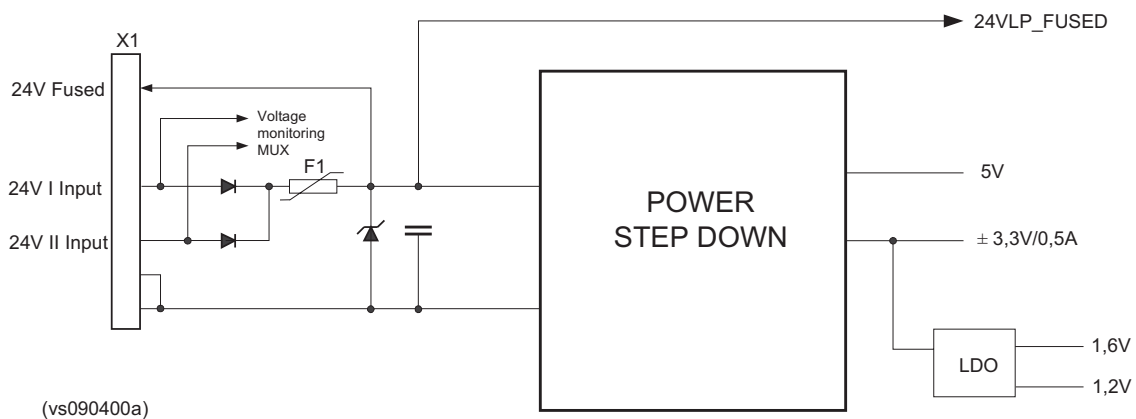 24VLP_FUSED
X1
24V Fused
Voltage
monitoring
MUX
F1
24V I Input
24V II Input
POWER
STEP DOWN
5V
± 3,3V/0,5A
LDO
1,6V
1,2V
(vs090400a)